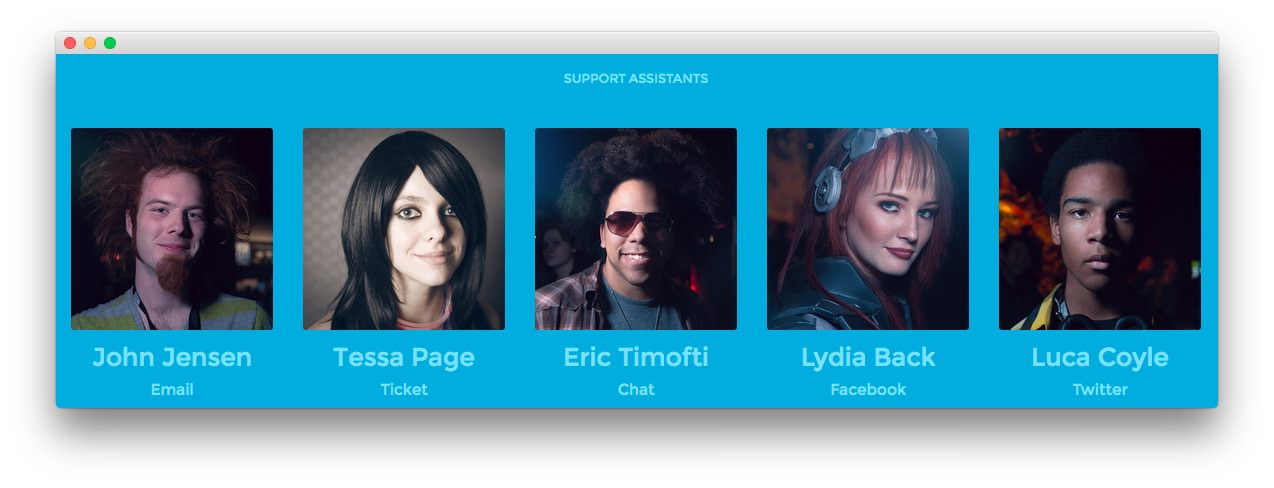 SUPPORT ASSISTANTS
John Jensen
Email
Tessa Page
Ticket
Eric Timofti
Chat
Lydia Back
Facebook
Luca Coyle
Twitter